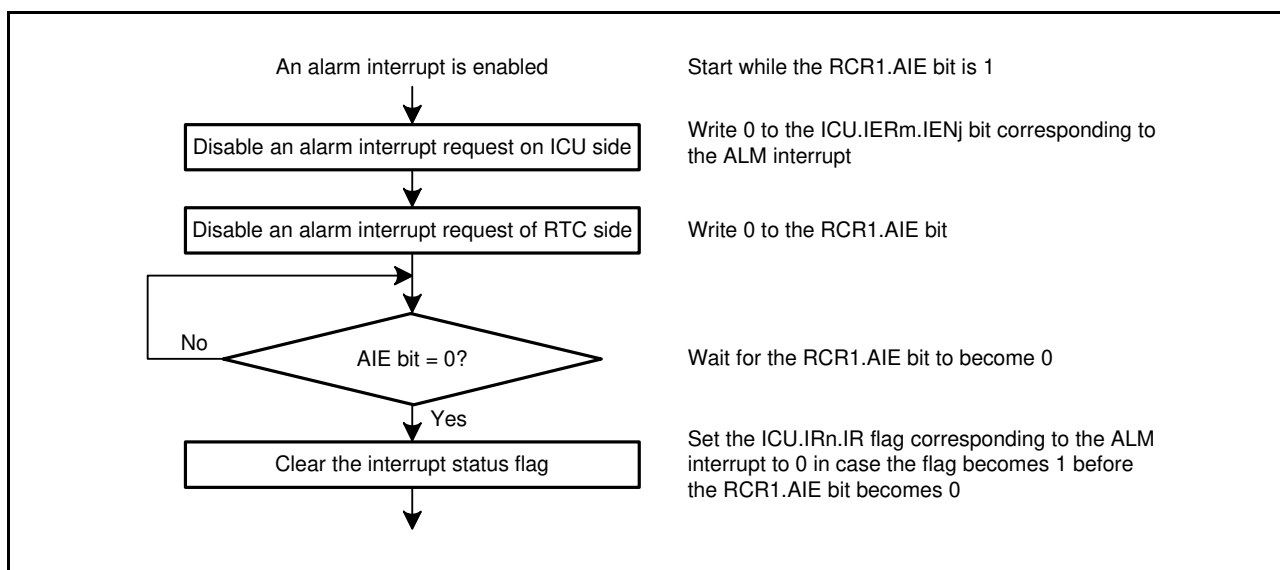 An alarm interrupt is enabled
Start while the RCR1.AIE bit is 1
Disable an alarm interrupt request on ICU side
Write 0 to the ICU.IERm.IENj bit corresponding to
the ALM interrupt
Disable an alarm interrupt request of RTC side
Write 0 to the RCR1.AIE bit
No
AIE bit = 0?
Wait for the RCR1.AIE bit to become 0
Yes
Clear the interrupt status flag
Set the ICU.IRn.IR flag corresponding to the ALM
interrupt to 0 in case the flag becomes 1 before
the RCR1.AIE bit becomes 0